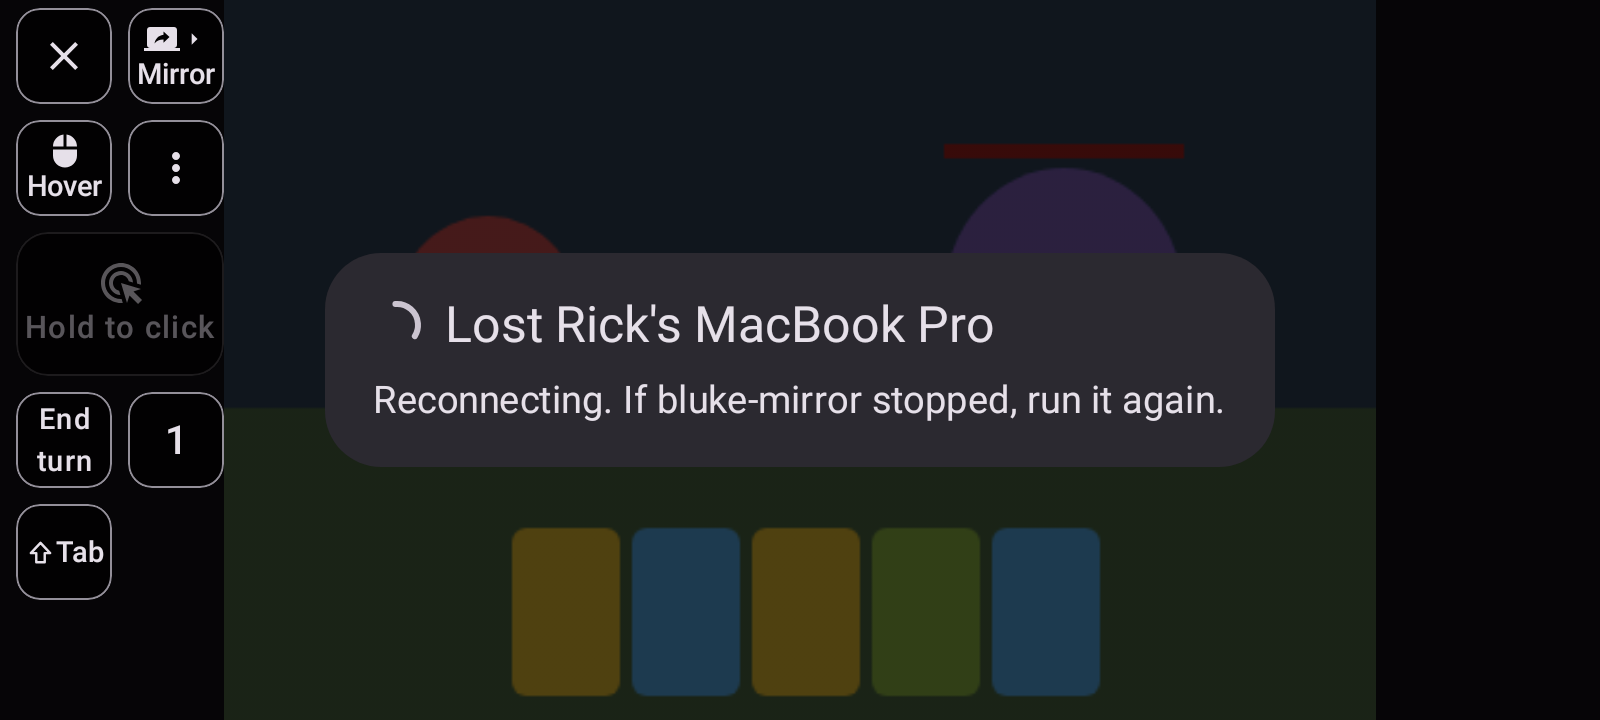 Mirror
Hover
Hold to click
End
turn
1
Tab
Lost Rick's MacBook Pro
Reconnecting. If bluke-mirror stopped, run it again.